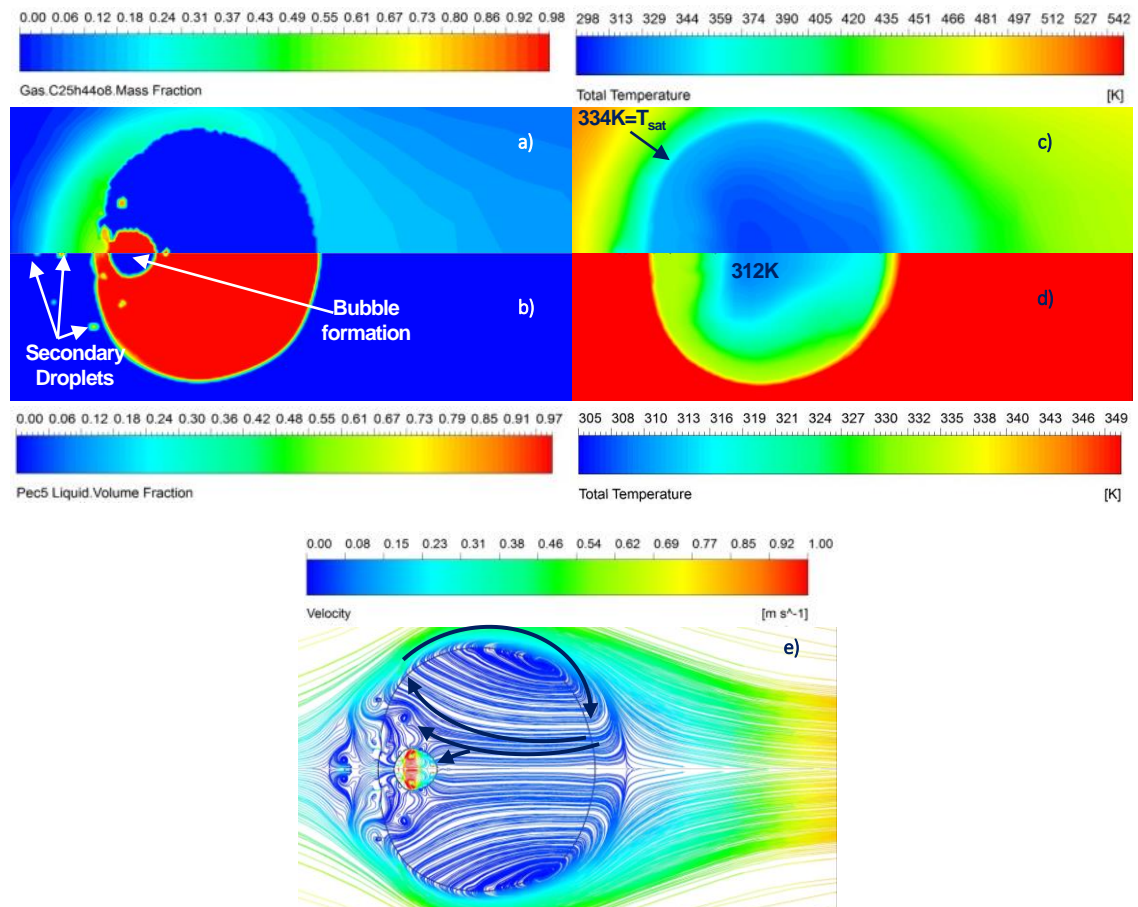 0.00 0.06 0.12 0.18 0.24 0.31 0.37 0.43 0.49 0.55 0.61 0.67 0.73 0.80 0.86 0.92 0.98
Gas.C25h44o8.Mass Fraction
298 313 329 344 359 374 390 405 420 435 451 466 481 497 512 527 542
Total Temperature [K]
a)
334K=Tsat
c)
b)
Bubble
formation
Secondary
Droplets
312K
d)
0.00 0.06 0.12 0.18 0.24 0.30 0.36 0.42 0.48 0.55 0.61 0.67 0.73 0.79 0.85 0.91 0.97
Pec5 Liquid.Volume Fraction
305 308 310 313 316 319 321 324 327 330 332 335 338 340 343 346 349
Total Temperature [K]
0.00 0.08 0.15 0.23 0.31 0.38 0.46 0.54 0.62 0.69 0.77 0.85 0.92 1.00
Velocity [m s^-1]
e)